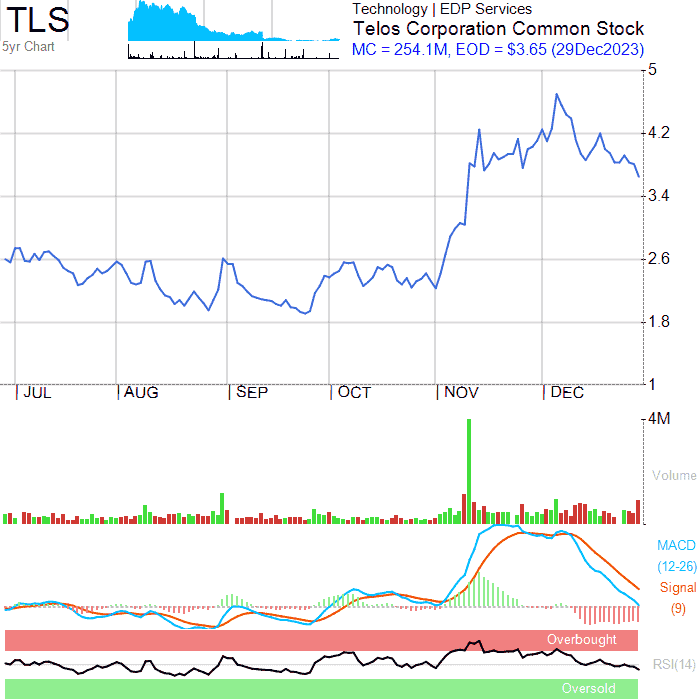 TLS
5yr Chart
Technology | EDP Services
Telos Corporation Common Stock
MC = 254.1M, EOD = $3.65 (29Dec2023)
5
4.2
3.4
2.6
1.8
1
JUL AUG SEP OCT NOV DEC
4M
Volume
MACD
(12-26)
Signal
(9)
Overbought
RSI(14)
Oversold